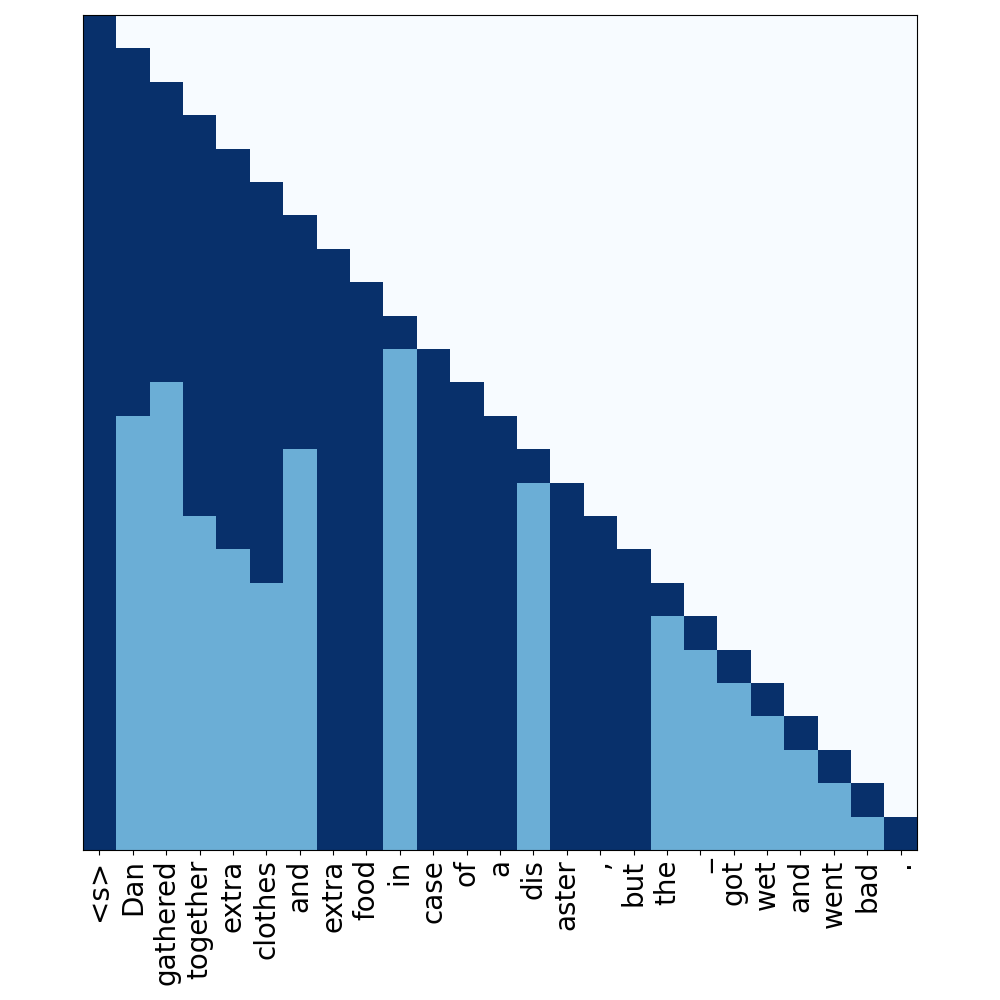 <s>
Dan
gathered
together
extra
clothes
and
extra
food
in
case
of
a
dis
aster
,
but
the
_
got
wet
and
went
bad
.